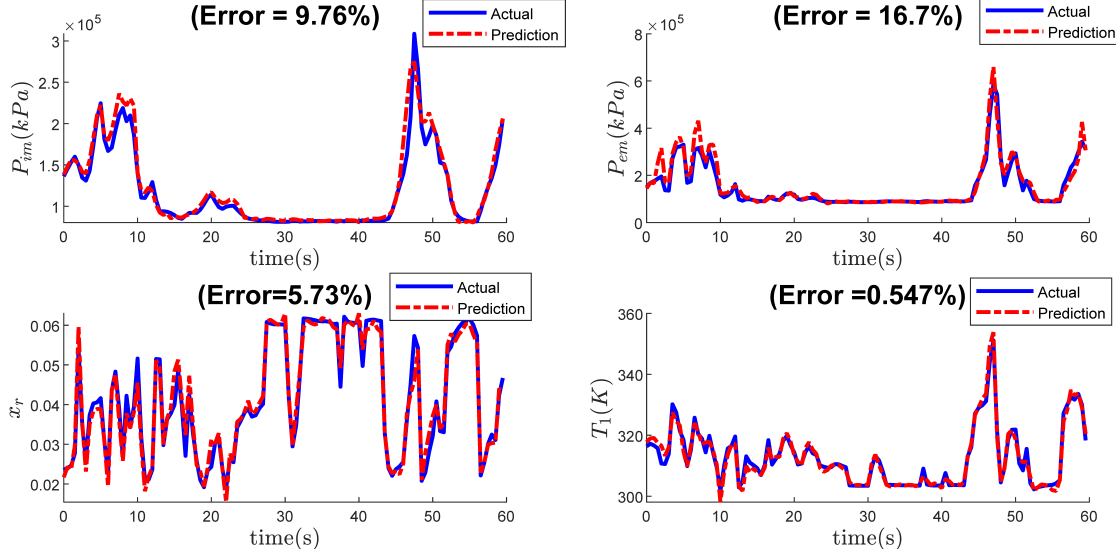 × 10⁵
(Error = 9.76%)
Actual
Prediction
3
2.5
2
1.5
1
P_im(kPa)
0 10 20 30 40 50 60
time(s)
× 10⁵
(Error = 16.7%)
Actual
Prediction
8
6
4
2
0
P_em(kPa)
0 10 20 30 40 50 60
time(s)
(Error=5.73%)
Actual
Prediction
0.06
0.05
0.04
0.03
0.02
x_r
0 10 20 30 40 50 60
time(s)
(Error =0.547%)
Actual
Prediction
360
340
320
300
T_1(K)
0 10 20 30 40 50 60
time(s)